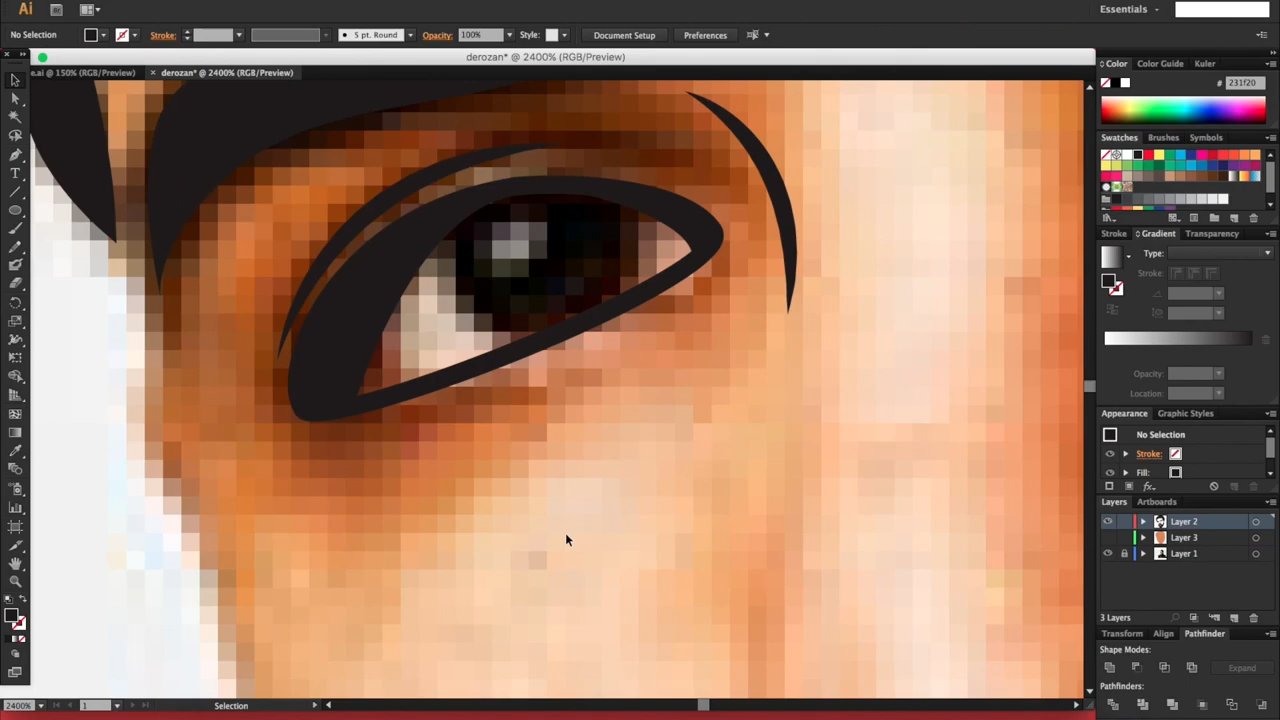 Ai Br Essentials
No Selection Stroke: 5 pt. Round Opacity: 100% Style: Document Setup Preferences
derozan* @ 2400% (RGB/Preview)
e.ai @ 150% (RGB/Preview) × derozan* @ 2400% (RGB/Preview)
Color Color Guide Kuler
# 231f20
Swatches Brushes Symbols
Stroke Gradient Transparency
Type:
Stroke:
Opacity:
Location:
Appearance Graphic Styles
No Selection
Stroke:
Fill:
fx
Layers Artboards
Layer 2
Layer 3
Layer 1
3 Layers
Transform Align Pathfinder
Shape Modes:
Expand
Pathfinders:
2400% 1 Selection